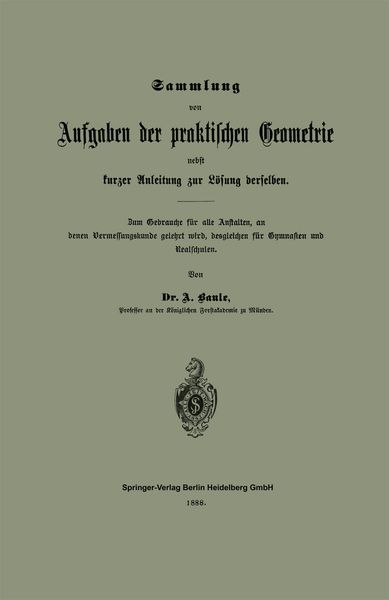 Sammlung
von
Aufgaben der praktischen Geometrie
nebst
kurzer Anleitung zur Lösung derselben.
Zum Gebrauche für alle Anstalten, an
denen Vermessungskunde gelehrt wird, desgleichen für Gymnasien und
Realschulen.
Von
Dr. A. Baule,
Professor an der Königlichen Forstakademie zu Münden.
Springer-Verlag Berlin Heidelberg GmbH
1888.